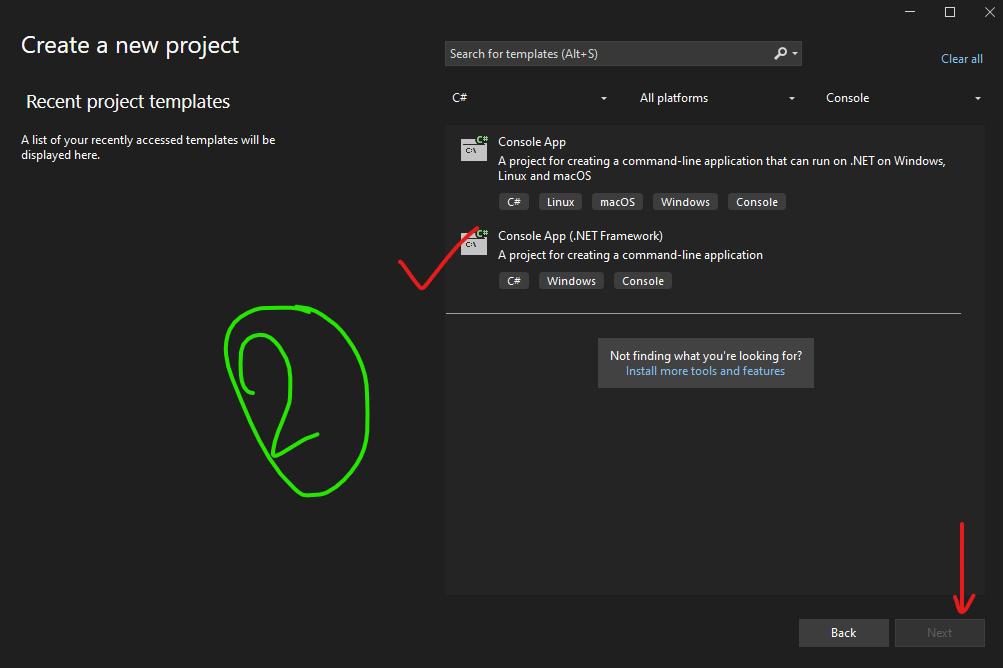 Create a new project
Recent project templates
A list of your recently accessed templates will be
displayed here.
Search for templates (Alt+S)
Clear all
C#
All platforms
Console
C#
C:\
Console App
A project for creating a command-line application that can run on .NET on Windows,
Linux and macOS
C#
Linux
macOS
Windows
Console
C#
C:\
Console App (.NET Framework)
A project for creating a command-line application
C#
Windows
Console
2
Not finding what you're looking for?
Install more tools and features
Back
Next